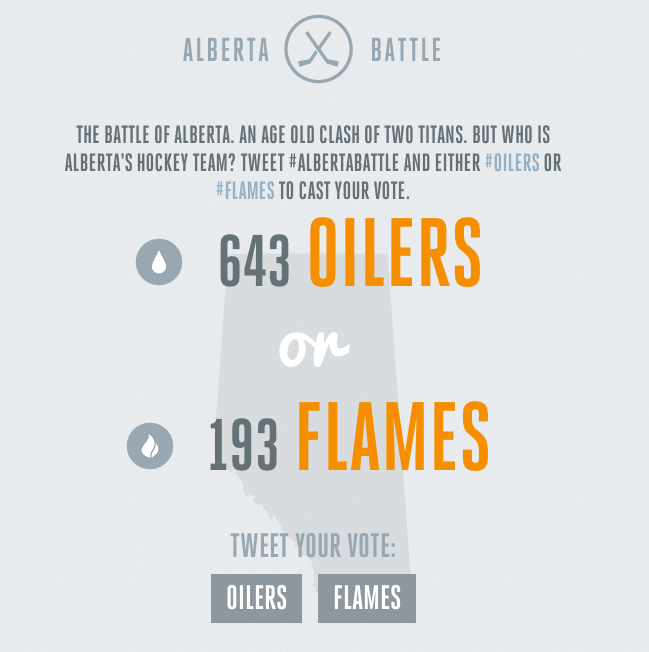 ALBERTA BATTLE
THE BATTLE OF ALBERTA. AN AGE OLD CLASH OF TWO TITANS. BUT WHO IS
ALBERTA'S HOCKEY TEAM? TWEET #ALBERTABATTLE AND EITHER #OILERS OR
#FLAMES TO CAST YOUR VOTE.
643 OILERS
or
193 FLAMES
TWEET YOUR VOTE:
OILERS FLAMES